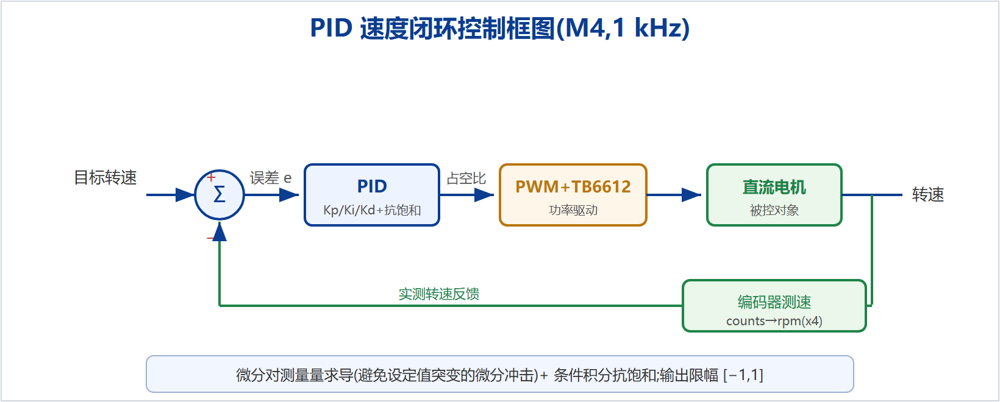 PID 速度闭环控制框图(M4,1 kHz)
目标转速
+
Σ
−
误差 e
PID
Kp/Ki/Kd+抗饱和
占空比
PWM+TB6612
功率驱动
直流电机
被控对象
转速
实测转速反馈
编码器测速
counts→rpm(x4)
微分对测量量求导(避免设定值突变的微分冲击)+ 条件积分抗饱和;输出限幅 [−1,1]